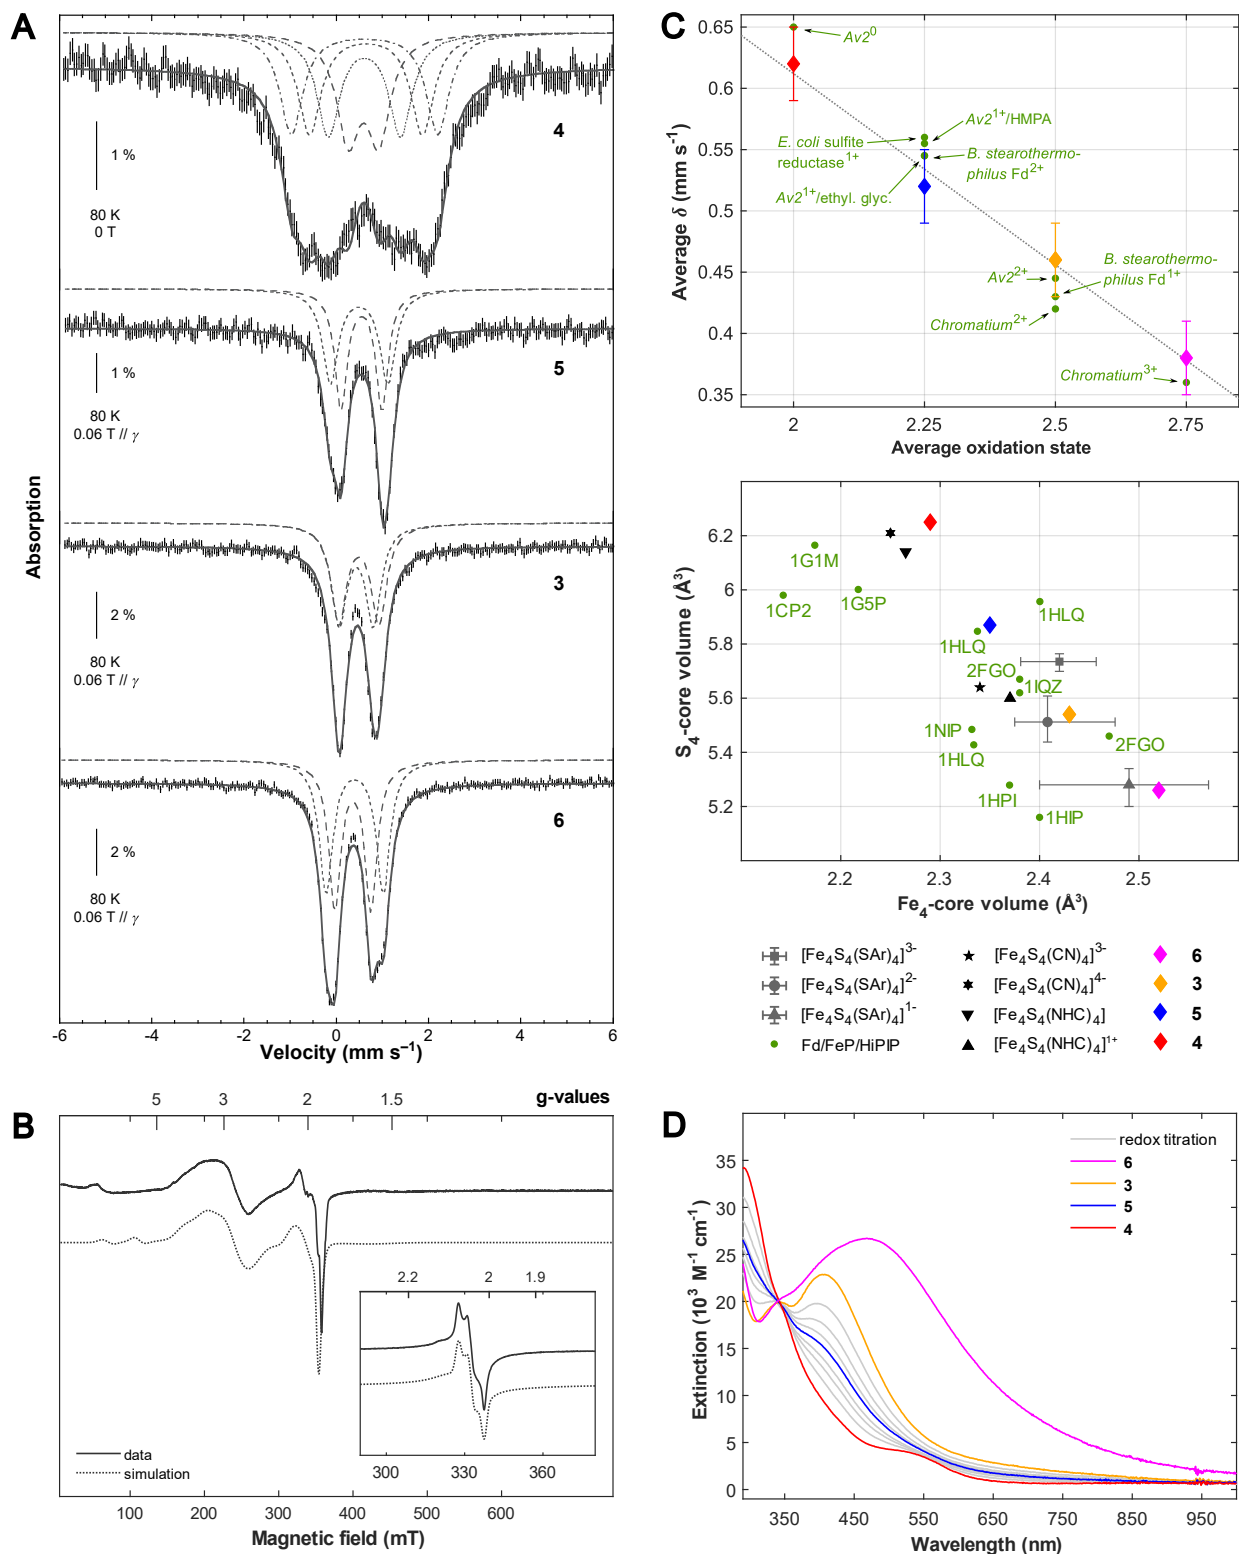 A
4
1 %
80 K
0 T
5
1 %
80 K
0.06 T // γ
3
2 %
80 K
0.06 T // γ
6
2 %
80 K
0.06 T // γ
Absorption
-6 -4 -2 0 2 4 6
Velocity (mm s⁻¹)
C
0.65
0.6
0.55
0.5
0.45
0.4
0.35
Average δ (mm s⁻¹)
Av2⁰
Av2¹⁺/HMPA
E. coli sulfite
reductase¹⁺
B. stearothermo-
philus Fd²⁺
Av2¹⁺/ethyl. glyc.
B. stearothermo-
philus Fd¹⁺
Av2²⁺
Chromatium²⁺
Chromatium³⁺
2 2.25 2.5 2.75
Average oxidation state
6.2
6
5.8
5.6
5.4
5.2
S₄-core volume (Å³)
1G1M
1CP2
1G5P
1HLQ
1HLQ
2FGO
1IQZ
1NIP
1HLQ
2FGO
1HPI
1HIP
2.2 2.3 2.4 2.5
Fe₄-core volume (Å³)
[Fe₄S₄(SAr)₄]³⁻ [Fe₄S₄(CN)₄]³⁻ 6
[Fe₄S₄(SAr)₄]²⁻ [Fe₄S₄(CN)₄]⁴⁻ 3
[Fe₄S₄(SAr)₄]¹⁻ [Fe₄S₄(NHC)₄] 5
Fd/FeP/HiPIP [Fe₄S₄(NHC)₄]¹⁺ 4
B
5 3 2 1.5 g-values
2.2 2 1.9
300 330 360
data
simulation
100 200 300 400 500 600
Magnetic field (mT)
D
35
30
25
20
15
10
5
0
Extinction (10³ M⁻¹ cm⁻¹)
redox titration
6
3
5
4
350 450 550 650 750 850 950
Wavelength (nm)